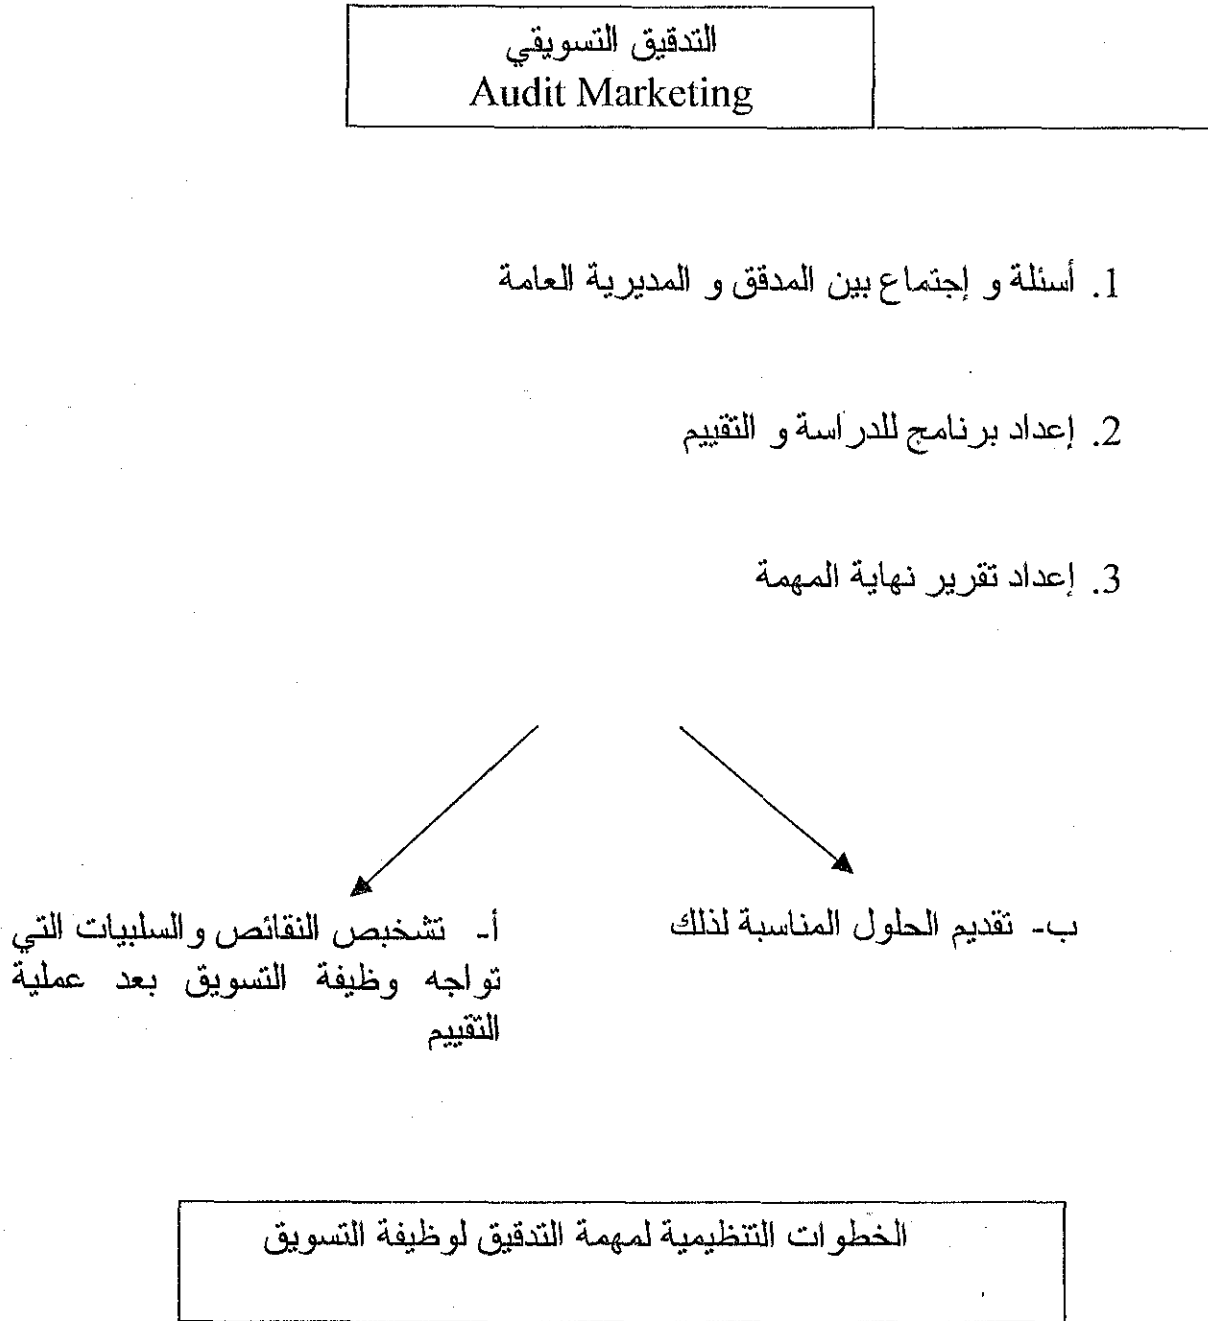 التدقيق التسويقي
Audit Marketing
1. أسئلة و إجتماع بين المدقق و المديرية العامة
2. إعداد برنامج للدراسة و التقييم
3. إعداد تقرير نهاية المهمة
ب- تقديم الحلول المناسبة لذلك
أ- تشخبص النقائص والسلبيات التي
تواجه وظيفة التسويق بعد عملية
التقييم
الخطوات التنظيمية لمهمة التدقيق لوظيفة التسويق